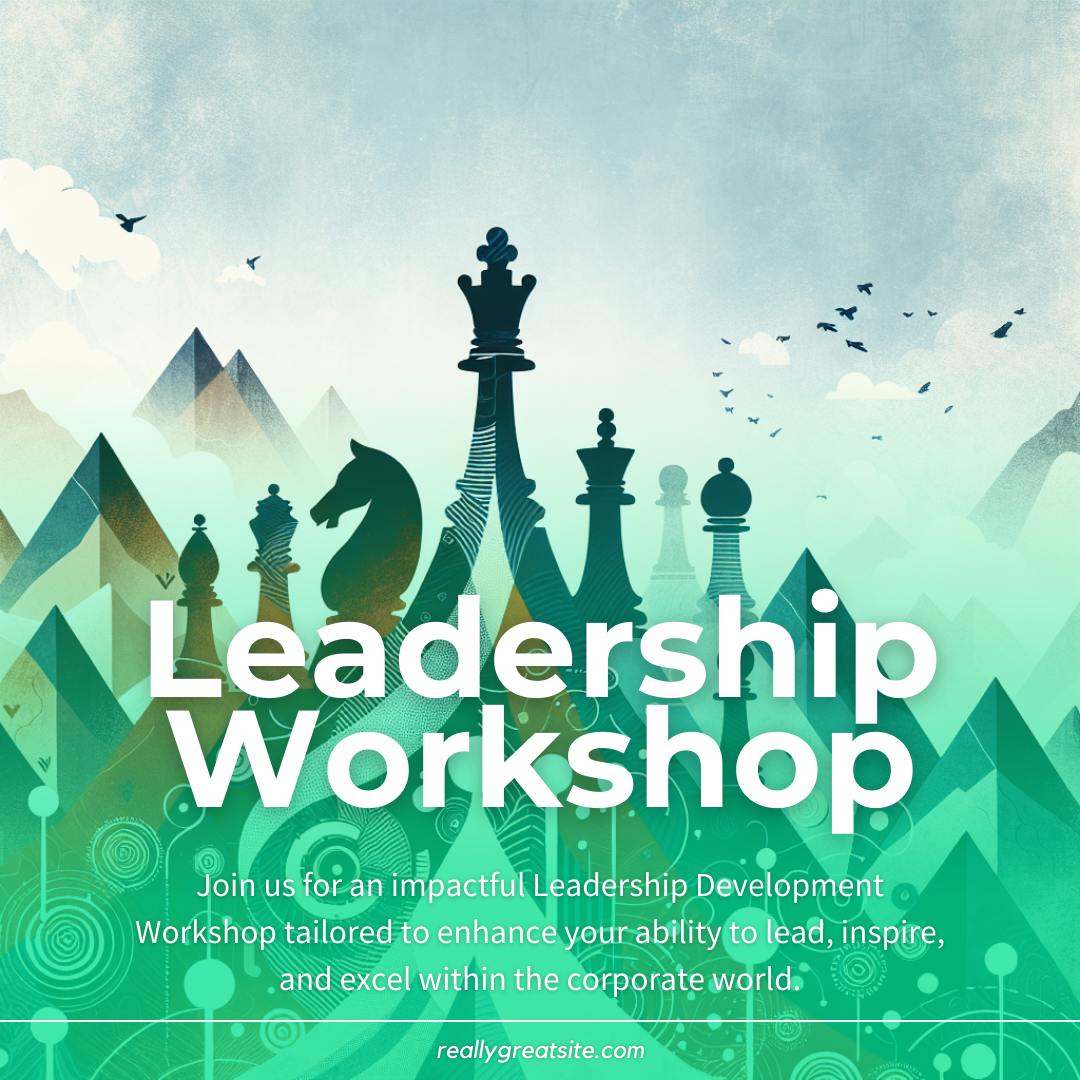 Leadership
Workshop
Join us for an impactful Leadership Development
Workshop tailored to enhance your ability to lead, inspire,
and excel within the corporate world.
reallygreatsite.com